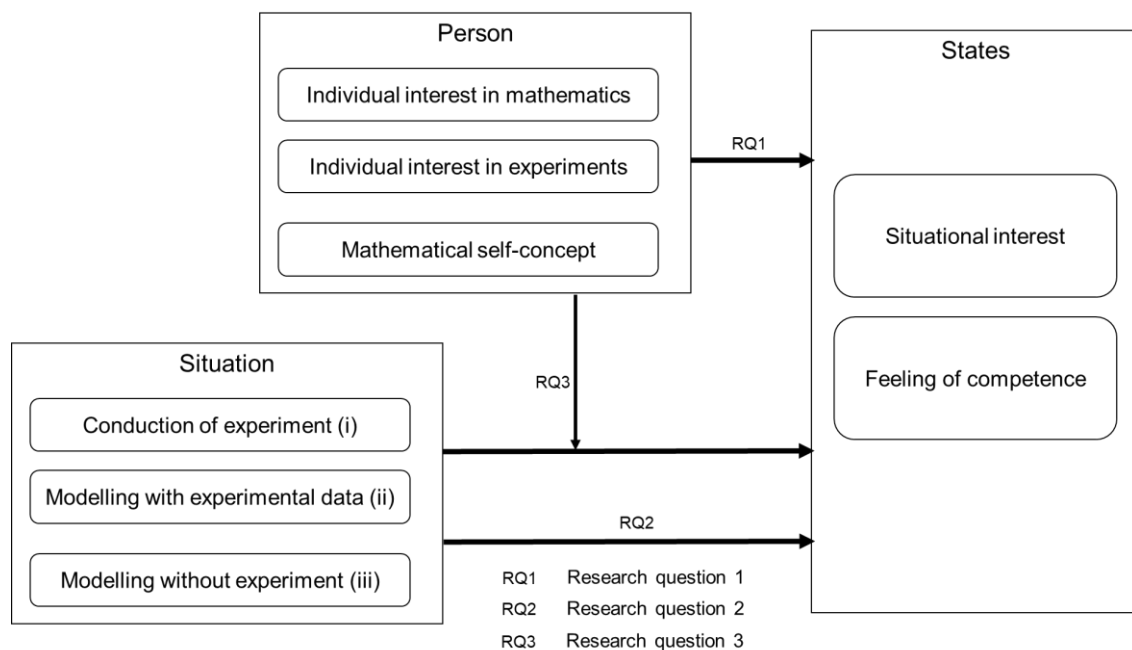 Person
Individual interest in mathematics
Individual interest in experiments
Mathematical self-concept
RQ1
States
Situational interest
Feeling of competence
RQ3
Situation
Conduction of experiment (i)
Modelling with experimental data (ii)
Modelling without experiment (iii)
RQ2
RQ1 Research question 1
RQ2 Research question 2
RQ3 Research question 3